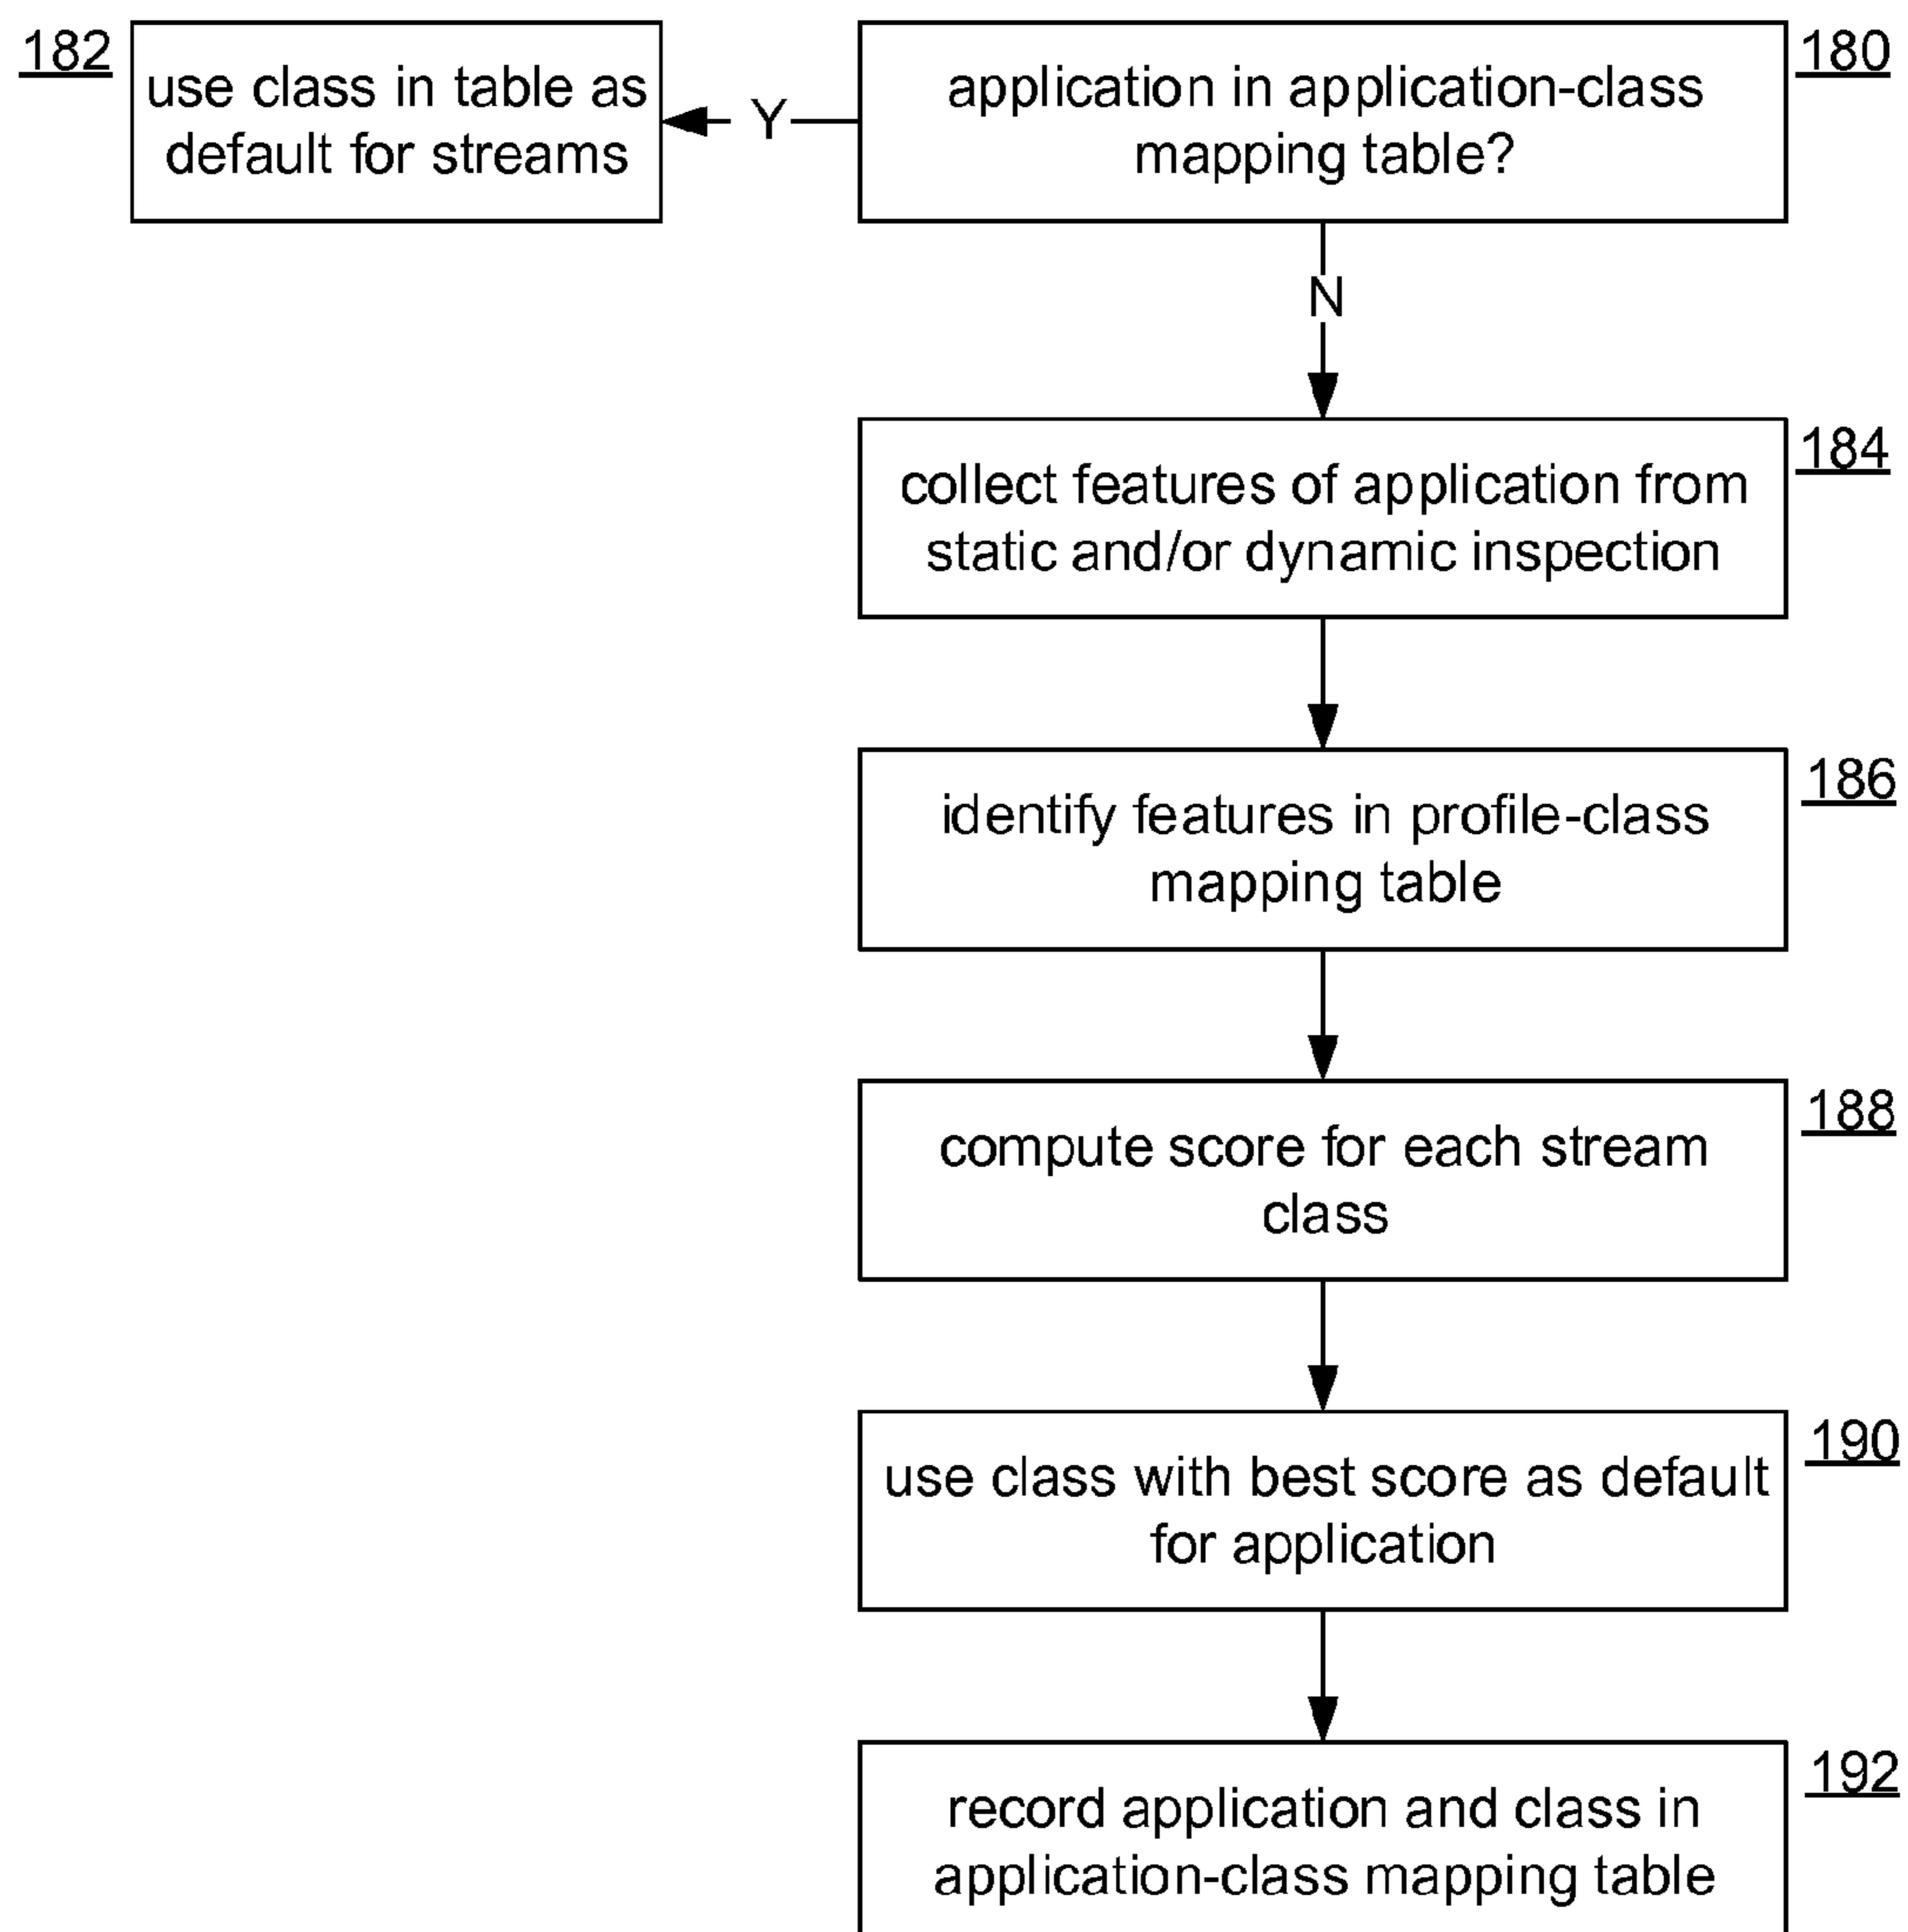 182
use class in table as
default for streams
Y
application in application-class
mapping table?
180
N
collect features of application from
static and/or dynamic inspection
184
identify features in profile-class
mapping table
186
compute score for each stream
class
188
use class with best score as default
for application
190
record application and class in
application-class mapping table
192